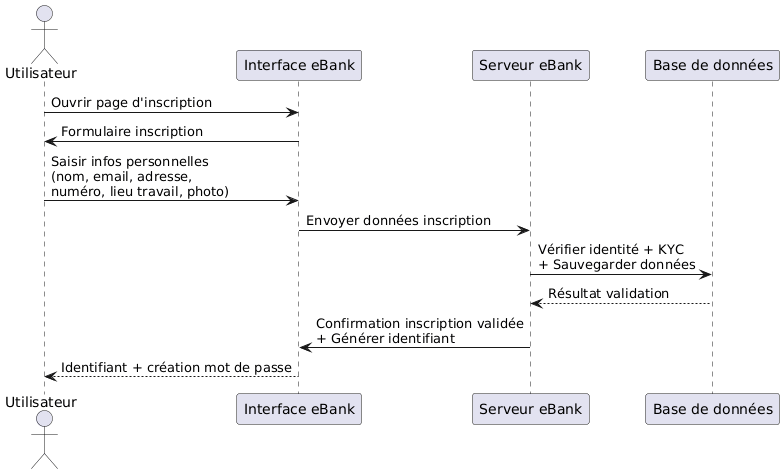 Utilisateur
Interface eBank
Serveur eBank
Base de données
Ouvrir page d'inscription
Formulaire inscription
Saisir infos personnelles
(nom, email, adresse,
numéro, lieu travail, photo)
Envoyer données inscription
Vérifier identité + KYC
+ Sauvegarder données
Résultat validation
Confirmation inscription validée
+ Générer identifiant
Identifiant + création mot de passe
Utilisateur
Interface eBank
Serveur eBank
Base de données